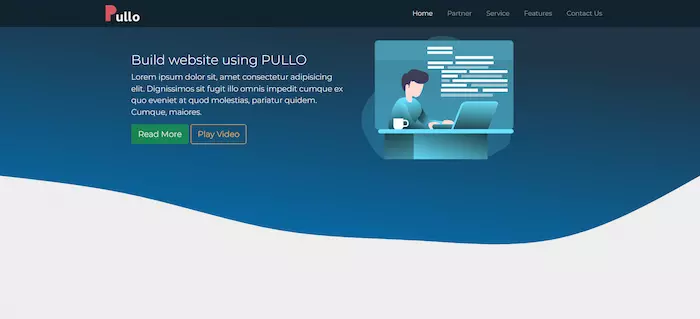 Pullo
Home Partner Service Features Contact Us
Build website using PULLO
Lorem ipsum dolor sit, amet consectetur adipisicing
elit. Dignissimos sit fugit illo omnis impedit cumque ex
quo eveniet at quod molestias, pariatur quidem.
Cumque, maiores.
Read More Play Video